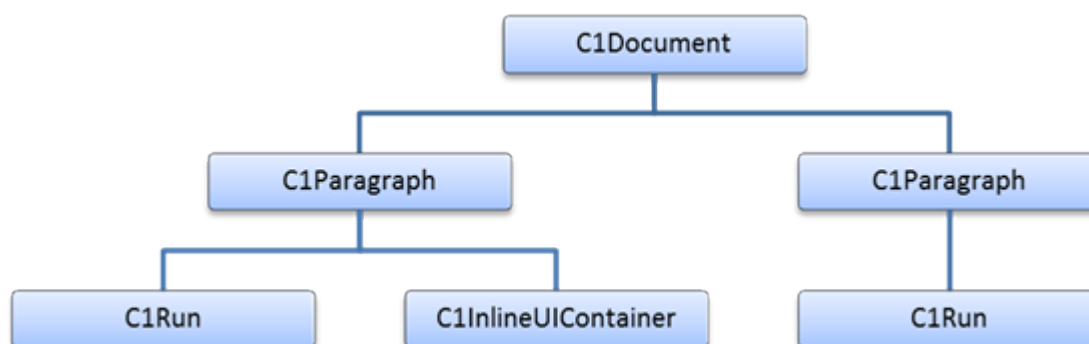 C1Document
C1Paragraph
C1Paragraph
C1Run
C1InlineUIContainer
C1Run